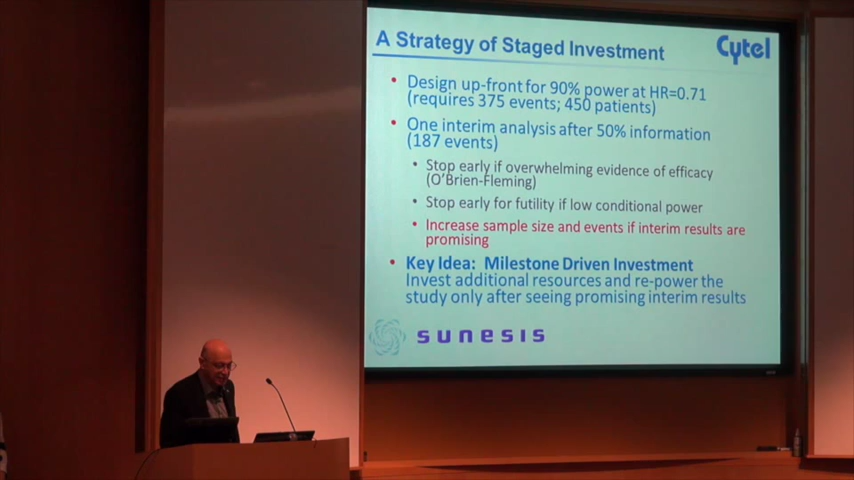 A Strategy of Staged Investment
Cytel
• Design up-front for 90% power at HR=0.71
(requires 375 events; 450 patients)
• One interim analysis after 50% information
(187 events)
• Stop early if overwhelming evidence of efficacy
(O'Brien-Fleming)
• Stop early for futility if low conditional power
• Increase sample size and events if interim results are
promising
• Key Idea: Milestone Driven Investment
Invest additional resources and re-power the
study only after seeing promising interim results
sunesis